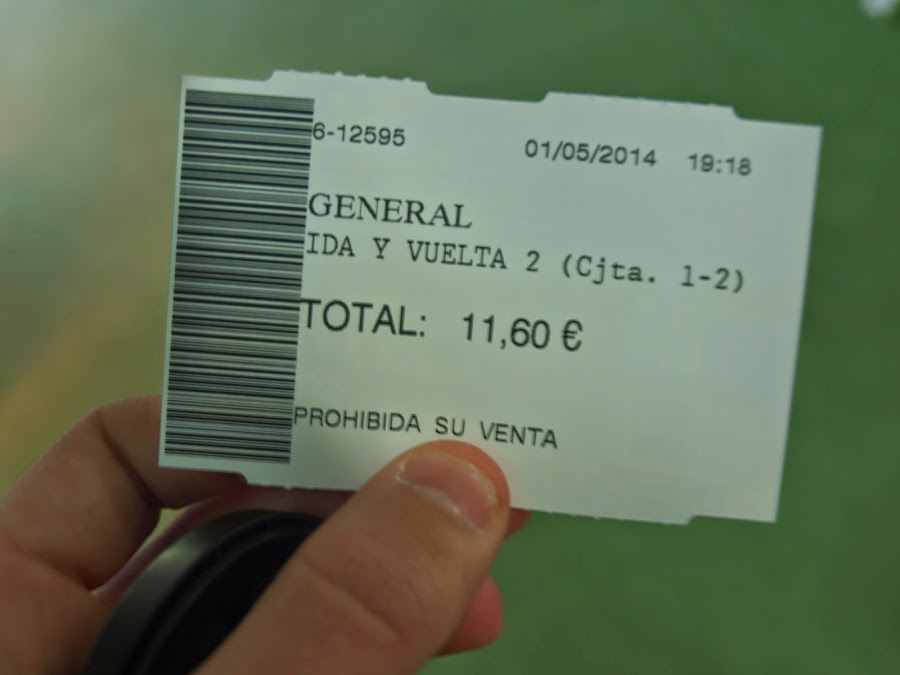 6-12595 01/05/2014 19:18
GENERAL
IDA Y VUELTA 2 (Cjta. 1-2)
TOTAL: 11,60 €
PROHIBIDA SU VENTA